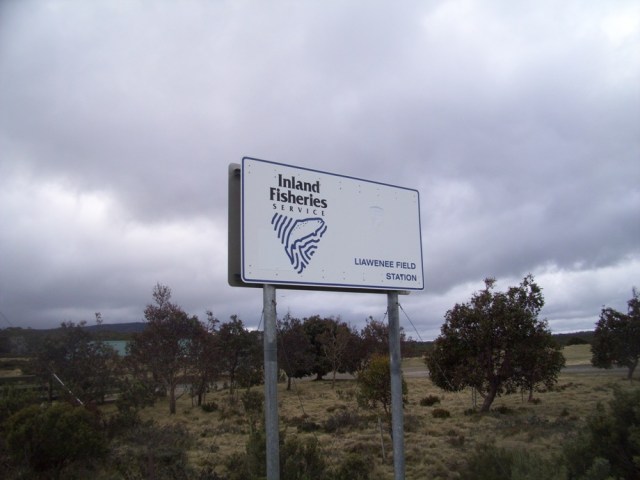 Inland
Fisheries
SERVICE
LIAWENEE FIELD
STATION